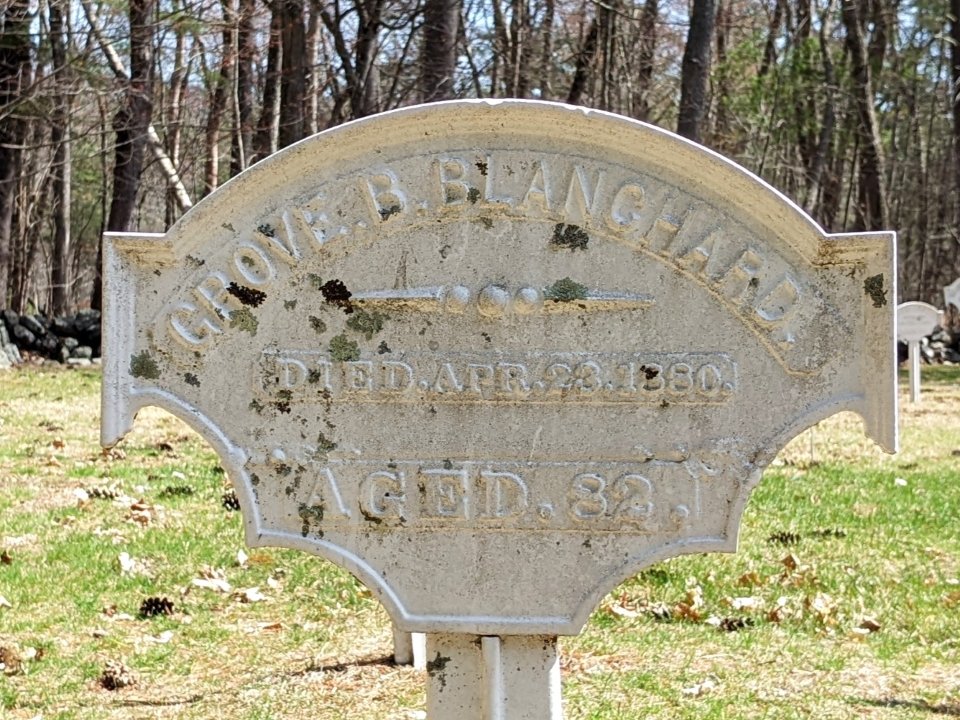 GROVE. B. BLANCHARD.
DIED. APR. 23. 1880.
AGED. 82.